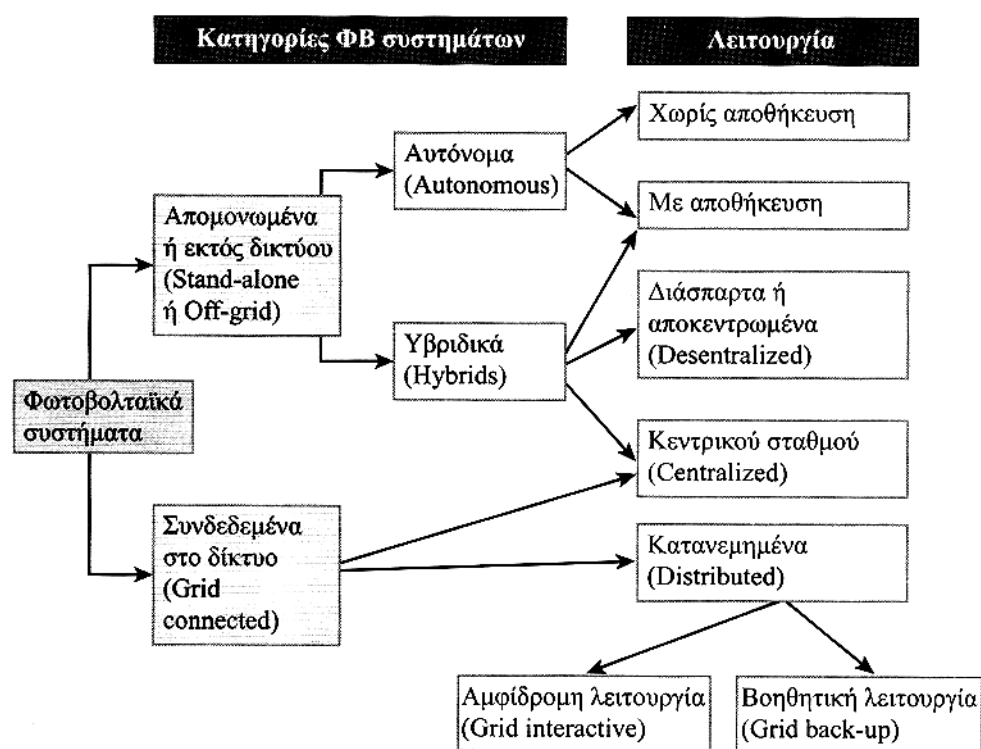 Κατηγορίες ΦΒ συστημάτων
Λειτουργία
Χωρίς αποθήκευση
Αυτόνομα
(Autonomous)
Με αποθήκευση
Απομονωμένα
ή εκτός δικτύου
(Stand-alone
ή Off-grid)
Διάσπαρτα ή
αποκεντρωμένα
(Desentralized)
Υβριδικά
(Hybrids)
Φωτοβολταϊκά
συστήματα
Κεντρικού σταθμού
(Centralized)
Συνδεδεμένα
στο δίκτυο
(Grid
connected)
Κατανεμημένα
(Distributed)
Αμφίδρομη λειτουργία
(Grid interactive)
Βοηθητική λειτουργία
(Grid back-up)